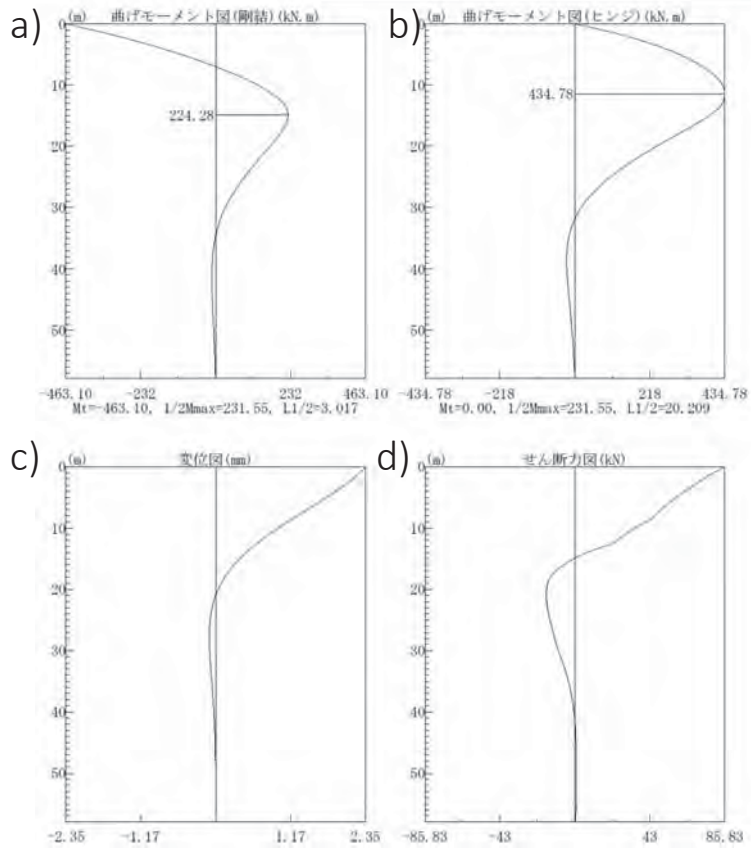 a) (m) 曲げモーメント図(剛結)(kN.m)
0
10
224.28
20
30
40
50
-463.10 -232 232 463.10
Mt=-463.10, 1/2Mmax=231.55, L1/2=3.017
b) (m) 曲げモーメント図(ヒンジ)(kN.m)
0
10
434.78
20
30
40
50
-434.78 -218 218 434.78
Mt=0.00, 1/2Mmax=231.55, L1/2=20.209
c) (m) 変位図(mm)
0
10
20
30
40
50
-2.35 -1.17 1.17 2.35
d) (m) せん断力図(kN)
0
10
20
30
40
50
-85.83 -43 43 85.83